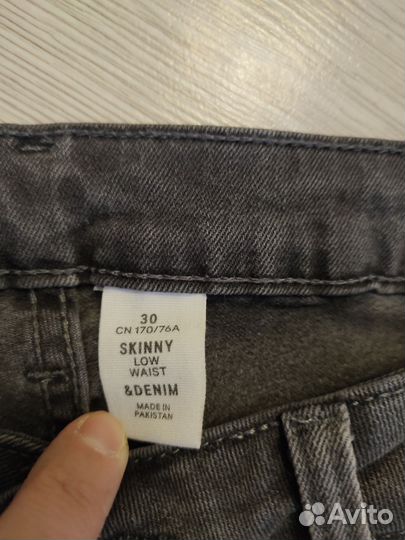 30
CN 170/76A
SKINNY
LOW
WAIST
&DENIM
MADE IN
PAKISTAN
Avito